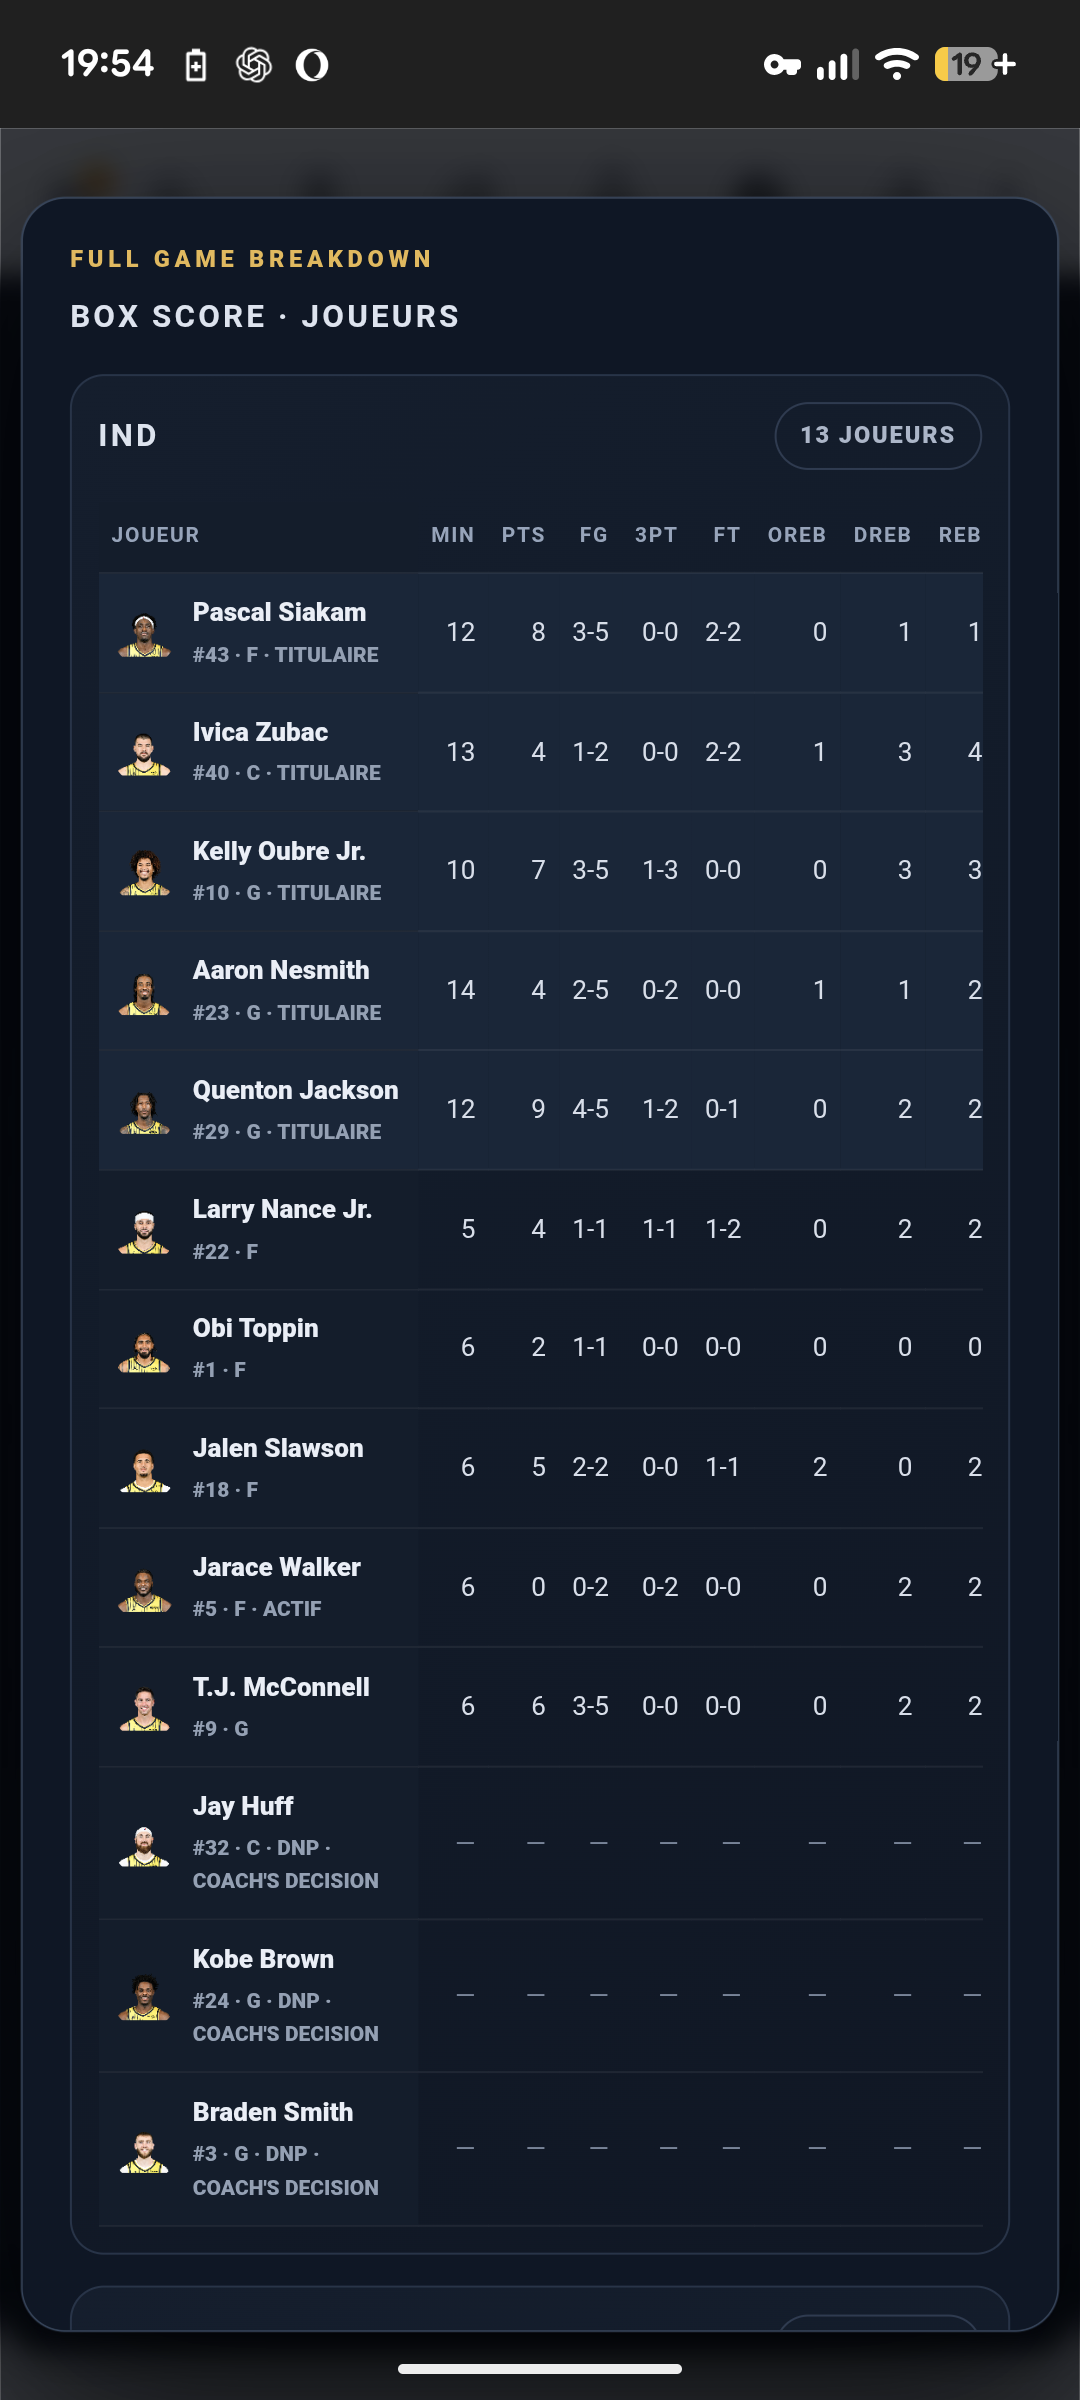 19:54
19
FULL GAME BREAKDOWN
BOX SCORE · JOUEURS
IND
13 JOUEURS
JOUEUR MIN PTS FG 3PT FT OREB DREB REB
Pascal Siakam
#43 · F · TITULAIRE
12 8 3-5 0-0 2-2 0 1 1
Ivica Zubac
#40 · C · TITULAIRE
13 4 1-2 0-0 2-2 1 3 4
Kelly Oubre Jr.
#10 · G · TITULAIRE
10 7 3-5 1-3 0-0 0 3 3
Aaron Nesmith
#23 · G · TITULAIRE
14 4 2-5 0-2 0-0 1 1 2
Quenton Jackson
#29 · G · TITULAIRE
12 9 4-5 1-2 0-1 0 2 2
Larry Nance Jr.
#22 · F
5 4 1-1 1-1 1-2 0 2 2
Obi Toppin
#1 · F
6 2 1-1 0-0 0-0 0 0 0
Jalen Slawson
#18 · F
6 5 2-2 0-0 1-1 2 0 2
Jarace Walker
#5 · F · ACTIF
6 0 0-2 0-2 0-0 0 2 2
T.J. McConnell
#9 · G
6 6 3-5 0-0 0-0 0 2 2
Jay Huff
#32 · C · DNP ·
COACH'S DECISION
— — — — — — — —
Kobe Brown
#24 · G · DNP ·
COACH'S DECISION
— — — — — — — —
Braden Smith
#3 · G · DNP ·
COACH'S DECISION
— — — — — — — —